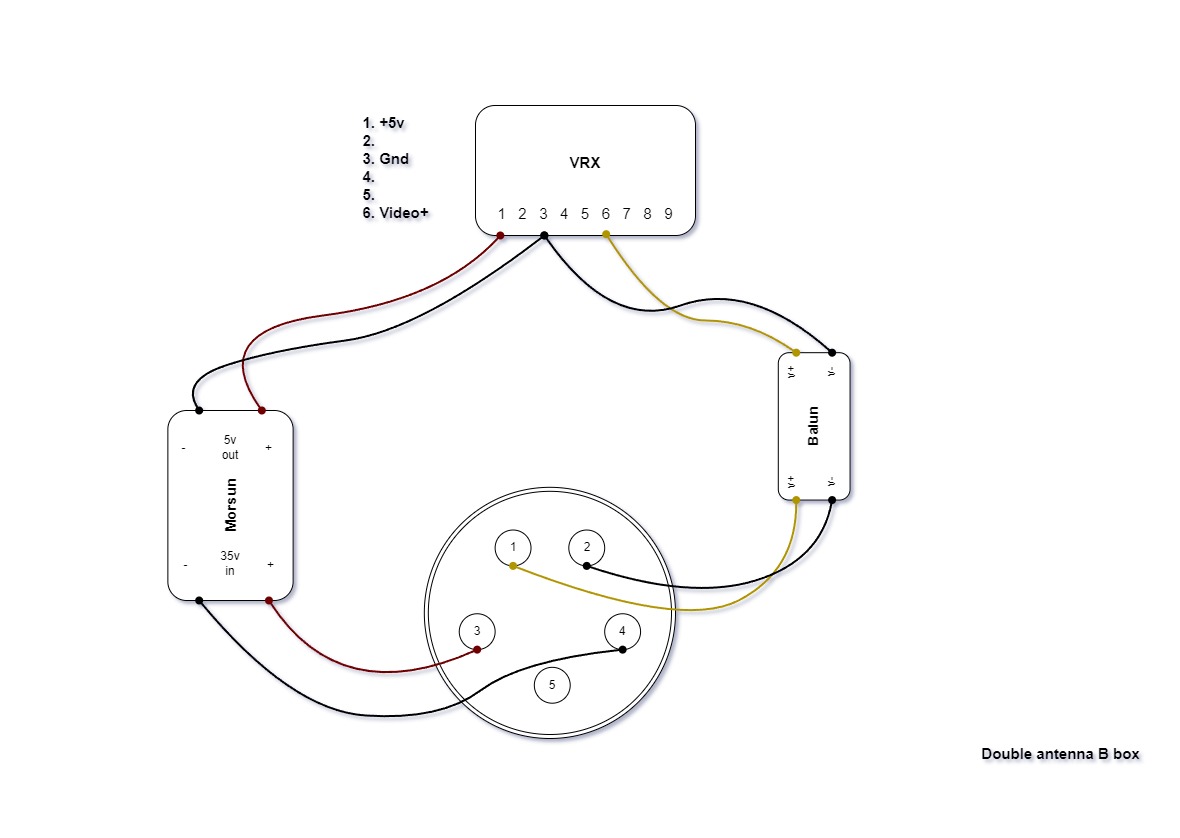 1. +5v
2.
3. Gnd
4.
5.
6. Video+
VRX
1 2 3 4 5 6 7 8 9
- 5v +
out
Morsun
- 35v +
in
v+ v-
Balun
v+ v-
1 2
3 4
5
Double antenna B box